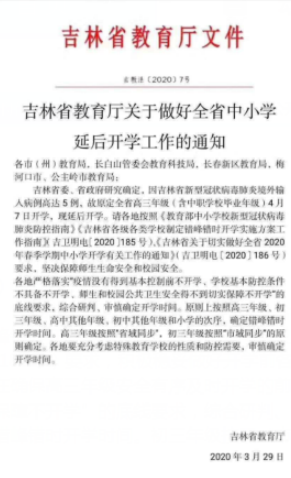 吉林省教育厅文件
吉教法〔2020〕7号
吉林省教育厅关于做好全省中小学
延后开学工作的通知
各市（州）教育局，长白山管委会教育科技局，长春新区教育局，梅
河口市、公主岭市教育局：
吉林省委、省政府研究确定，因吉林省新型冠状病毒肺炎境外输
入病例高达5例，故原定全省高三年级（含中职学校毕业年级）4月
7日开学，现延后开学。请各地按照《教育部中小学校新型冠状病毒
肺炎防控指南》《吉林省各级各类学校制定错峰错时开学实施方案工
作指南》（吉卫明电[2020]185号）、《吉林省关于切实做好全省2020
年春季学期中小学开学有关工作的通知》（吉卫明电[2020]186号）
要求，坚决保障师生生命安全和校园安全。
各地严格落实“疫情没有得到基本控制前不开学、学校基本防控条件
不具备不开学、师生和校园公共卫生安全得不到切实保障不开学”的
底线要求，综合研判，审慎确定开学时间。原则上按照高三年级、初
三年级、高中其他年级、初中其他年级和小学的次序，确定错峰错时
开学时间。高三年级按照“省域同步”，初三年级按照“市域同步”的原
则确定。各地要充分考虑特殊教育学校的性质和防控需要，审慎确
定开学时间。
吉林省教育厅
2020年3月29日